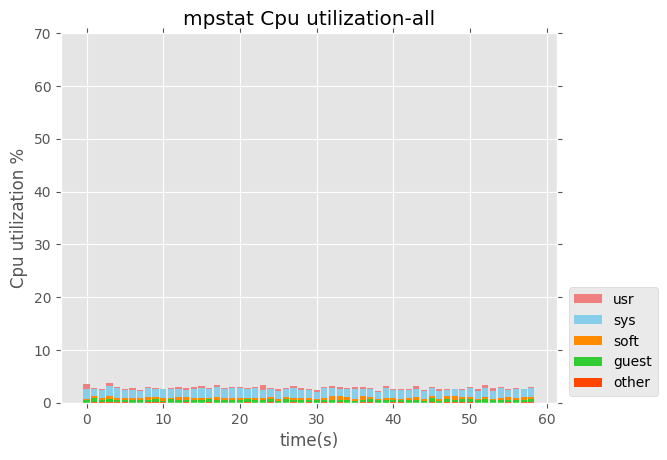 mpstat Cpu utilization-all
70
60
50
40
30
20
10
0
Cpu utilization %
0 10 20 30 40 50 60
time(s)
usr
sys
soft
guest
other